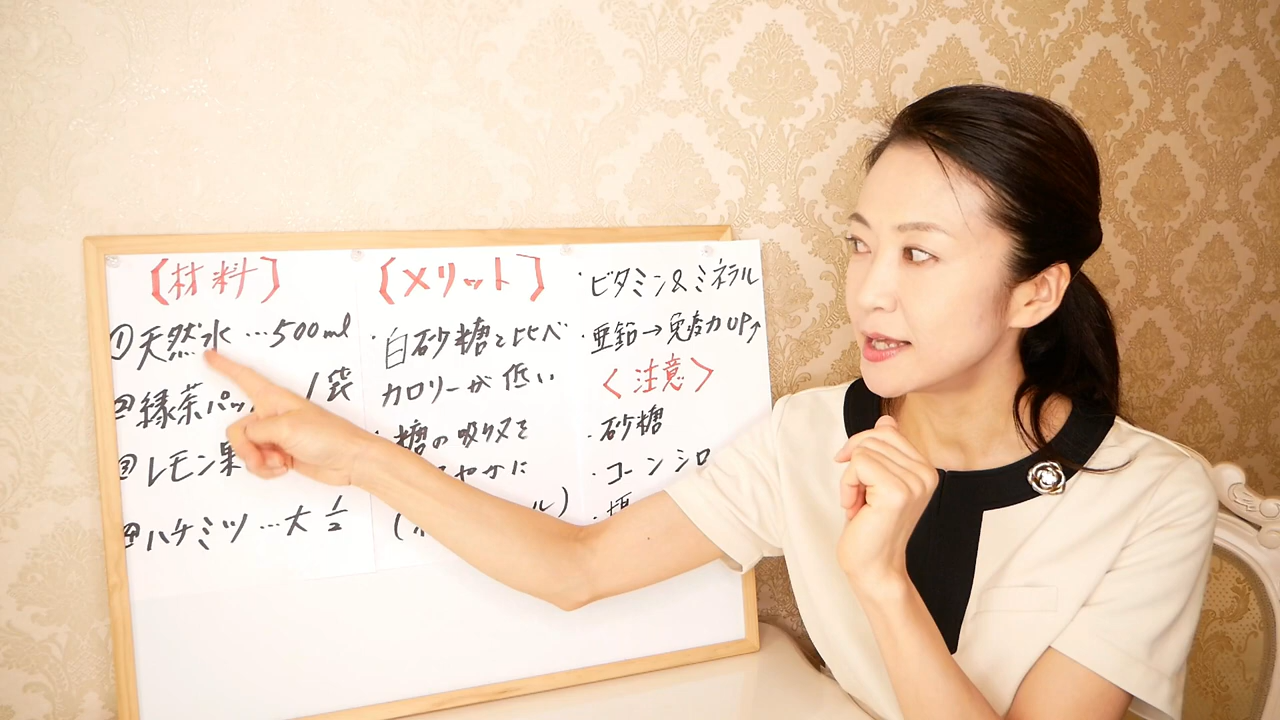 【材料】
①天然水…500ml
②緑茶パッ 1袋
③レモン果
④ハチミツ…大1/2
【メリット】
・白砂糖と比べ
カロリーが低い
・糖の吸収を
やかに
・ビタミン&ミネラル
・亜鉛→免疫力UP↑
<注意>
・砂糖
・コーンシロ